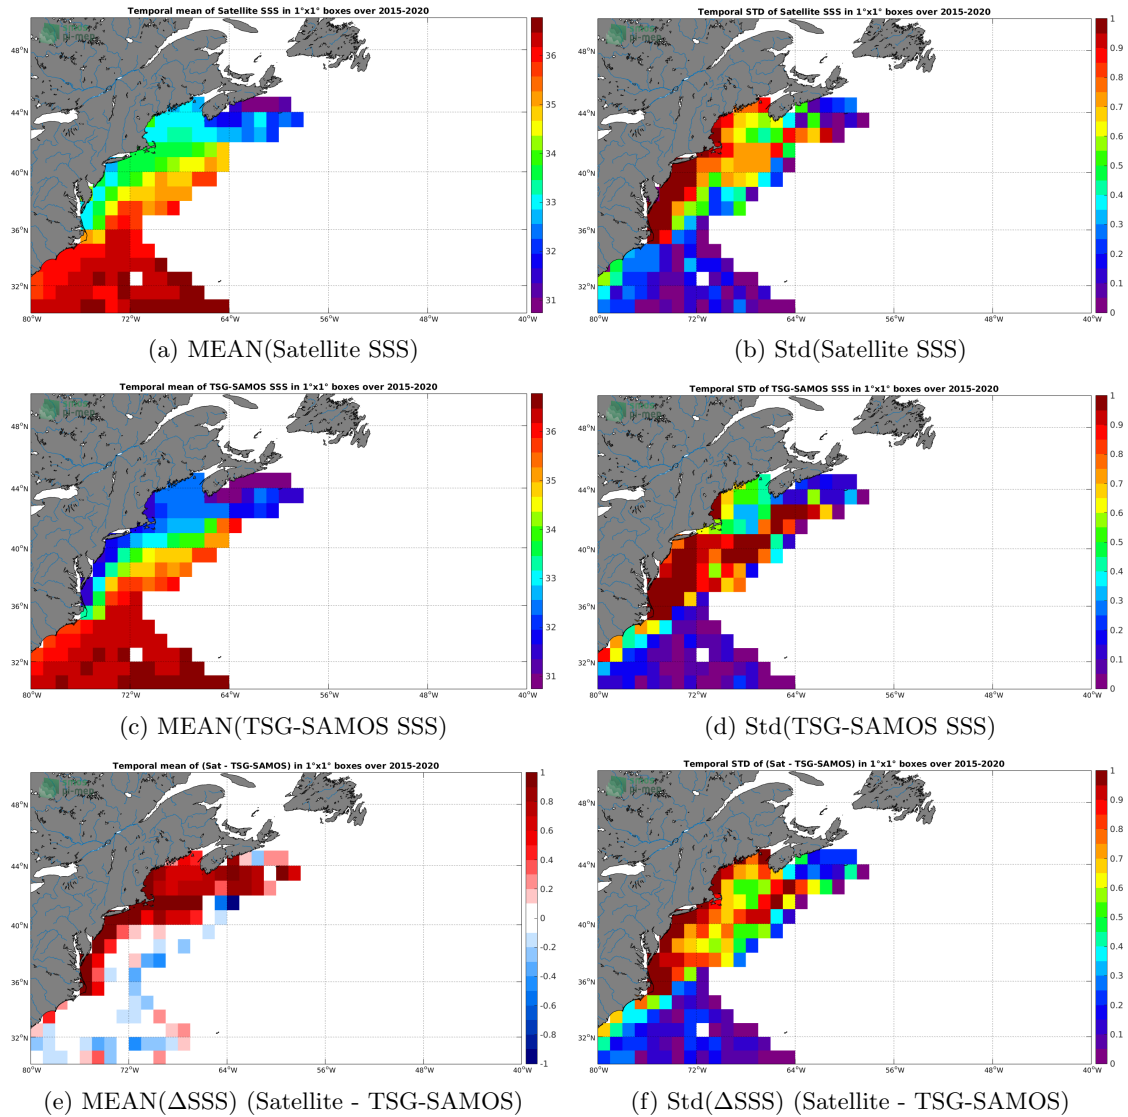 Temporal mean of Satellite SSS in 1°x1° boxes over 2015-2020
48°N
44°N
40°N
36°N
32°N
80°W 72°W 64°W 56°W 48°W 40°W
36
35
34
33
32
31
(a) MEAN(Satellite SSS)
Temporal STD of Satellite SSS in 1°x1° boxes over 2015-2020
48°N
44°N
40°N
36°N
32°N
80°W 72°W 64°W 56°W 48°W 40°W
1
0.9
0.8
0.7
0.6
0.5
0.4
0.3
0.2
0.1
0
(b) Std(Satellite SSS)
Temporal mean of TSG-SAMOS SSS in 1°x1° boxes over 2015-2020
48°N
44°N
40°N
36°N
32°N
80°W 72°W 64°W 56°W 48°W 40°W
36
35
34
33
32
31
(c) MEAN(TSG-SAMOS SSS)
Temporal STD of TSG-SAMOS SSS in 1°x1° boxes over 2015-2020
48°N
44°N
40°N
36°N
32°N
80°W 72°W 64°W 56°W 48°W 40°W
1
0.9
0.8
0.7
0.6
0.5
0.4
0.3
0.2
0.1
0
(d) Std(TSG-SAMOS SSS)
Temporal mean of (Sat - TSG-SAMOS) in 1°x1° boxes over 2015-2020
48°N
44°N
40°N
36°N
32°N
80°W 72°W 64°W 56°W 48°W 40°W
1
0.8
0.6
0.4
0.2
0
-0.2
-0.4
-0.6
-0.8
-1
(e) MEAN(ΔSSS) (Satellite - TSG-SAMOS)
Temporal STD of (Sat - TSG-SAMOS) in 1°x1° boxes over 2015-2020
48°N
44°N
40°N
36°N
32°N
80°W 72°W 64°W 56°W 48°W 40°W
1
0.9
0.8
0.7
0.6
0.5
0.4
0.3
0.2
0.1
0
(f) Std(ΔSSS) (Satellite - TSG-SAMOS)